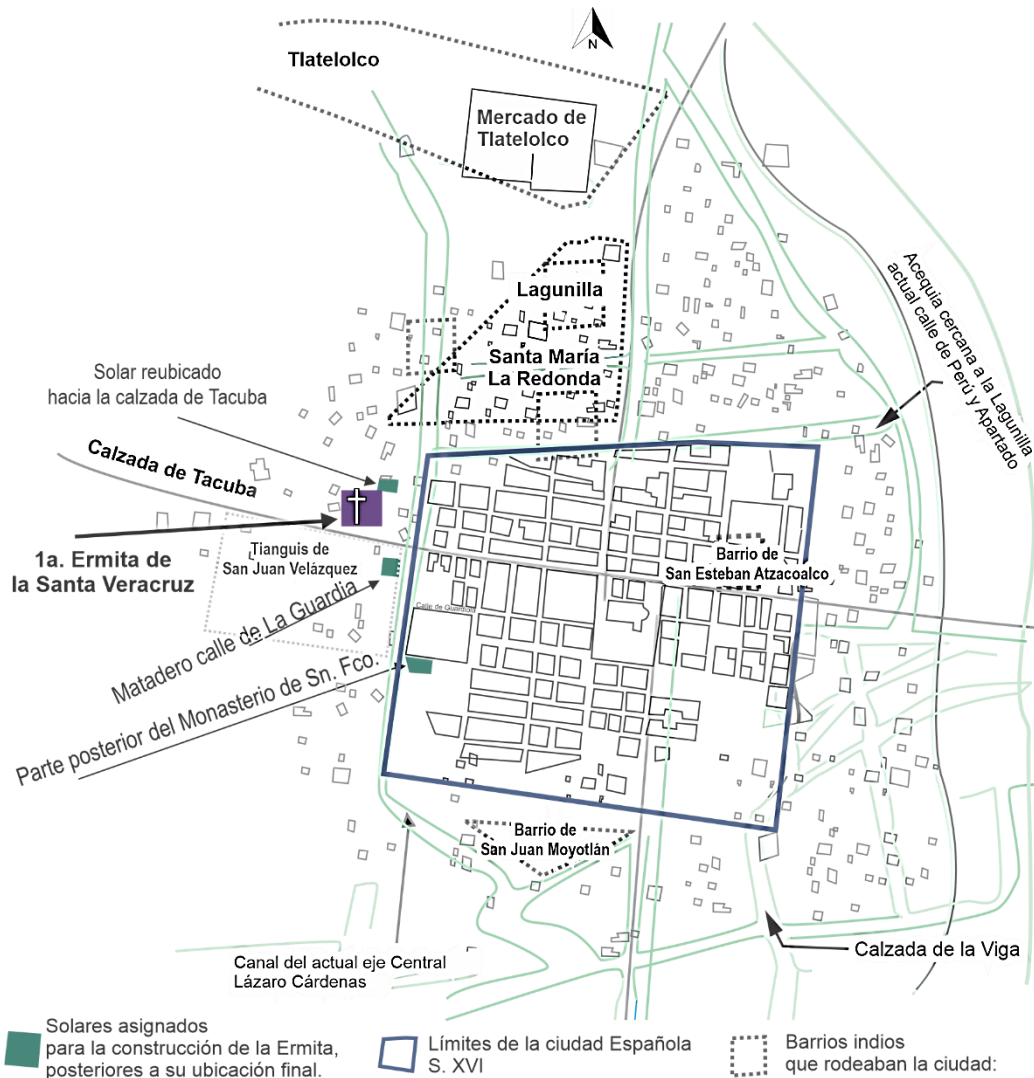 N
Tlatelolco
Mercado de
Tlatelolco
Lagunilla
Santa María
La Redonda
Acequia cercana a la Lagunilla
actual calle de Perú y Apartado
Solar reubicado
hacia la calzada de Tacuba
Calzada de Tacuba
1a. Ermita de
la Santa Veracruz
Tianguis de
San Juan Velázquez
Barrio de
San Esteban Atzacoalco
Calle de Guardiola
Matadero calle de La Guardia
Parte posterior del Monasterio de Sn. Fco.
Barrio de
San Juan Moyotlán
Canal del actual eje Central
Lázaro Cárdenas
Calzada de la Viga
Solares asignados
para la construcción de la Ermita,
posteriores a su ubicación final.
Límites de la ciudad Española
S. XVI
Barrios indios
que rodeaban la ciudad: